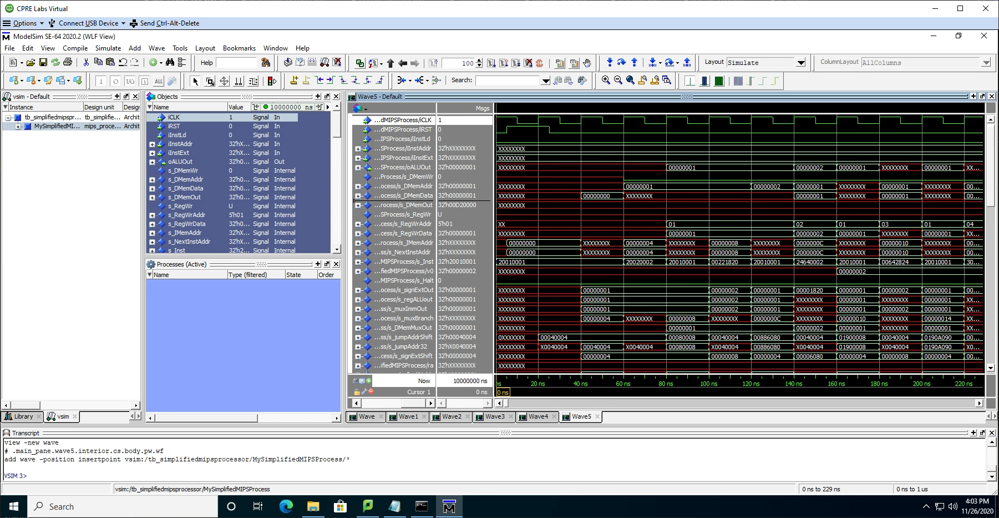 CPRE Labs Virtual
Options Connect USB Device Send Ctrl-Alt-Delete
ModelSim SE-64 2020.2 (WLF View)
File Edit View Compile Simulate Add Wave Tools Layout Bookmarks Window Help
Help 100 Layout Simulate ColumnLayout AllColumns
Search:
vsim - Default
Instance Design unit Design
tb_simplifiedmipspr... tb_simplifie... Archit
MySimplifiedMI... mips_proce... Archit
Library vsim
Objects
Name Value 10000000 ns
iCLK 1 Signal In
iRST 0 Signal In
iInstLd 0 Signal In
iInstAddr 32'hX... Signal In
iInstExt 32'hX... Signal In
oALUOut 32'h0... Signal Out
s_DMemWr 0 Signal Internal
s_DMemAddr 32'h0... Signal Internal
s_DMemData 32'h0... Signal Internal
s_DMemOut 32'h0... Signal Internal
s_RegWr U Signal Internal
s_RegWrAddr 5'h01 Signal Internal
s_RegWrData 32'h0... Signal Internal
s_IMemAddr 32'hX... Signal Internal
s_NextInstAddr 32'hX... Signal Internal
s_Inst 32'h2... Signal Internal
Processes (Active)
Name Type (filtered) State Order
Wave5 - Default
Msgs
...dMIPSProcess/iCLK 1
...dMIPSProcess/iRST 0
...IPSProcess/iInstLd 0
...SProcess/iInstAddr 32'hXXXXXXXX XXXXXXXX
...IPSProcess/iInstExt 32'hXXXXXXXX XXXXXXXX
...SProcess/oALUOut 32'h00000001 XXXXXXXX 00000001 00000002 00000001 XXXXXXXX 00000001 XX...
...Process/s_DMemWr 0
...ocess/s_DMemAddr 32'h00000001 XXXXXXXX 00000001 00000002 00000001 XXXXXXXX 00000001 XXXXXXXX 00...
...ocess/s_DMemData 32'h00000001 XXXXXXXX 00000000 XXXXXXXX 00000001 XXXXXXXX 00000001 XXXXXXXX 00...
...rocess/s_DMemOut 32'h00D20000 XXXXXXXX
...SProcess/s_RegWr U
...cess/s_RegWrAddr 5'h01 XX 01 02 01 03 01 04
...cess/s_RegWrData 32'h00000001 XXXXXXXX 00000001 00000002 00000001 XXXXXXXX 00000001 XX...
...rocess/s_IMemAddr 32'hXXXXXXXX 00000000 XXXXXXXX 00000004 XXXXXXXX 00000008 XXXXXXXX 0000000C XXXXXXXX 00000010 XXXXXXXX 00...
...ss/s_NextInstAddr 32'hXXXXXXXX 00000000 XXXXXXXX 00000004 XXXXXXXX 00000008 XXXXXXXX 0000000C XXXXXXXX 00000010 XXXXXXXX 00...
...MIPSProcess/s_Inst 32'h20010001 20010001 20020002 20010001 00221820 20010001 24640002 20010001 00642824 20010001 30...
...fiedMIPSProcess/v0 32'h00000002 XXXXXXXX 00000002
...MIPSProcess/s_Halt 0
...ocess/s_signExtOut 32'h00000001 XXXXXXXX 00000001 00000002 00000001 00001820 00000001 00000002 00000001 00...
...ocess/s_regALUout 32'h00000001 XXXXXXXX 00000001 00000002 00000001 XXXXXXXX 00000001 XXXXXXXX 00000001 XX...
...ss/s_muxImmOut 32'h00000001 XXXXXXXX 00000001 00000002 00000001 XXXXXXXX 00000001 00000002 00000001 XX...
...ocess/s_muxBranch 32'hXXXXXXXX XXXXXXXX 00000004 XXXXXXXX 00000008 XXXXXXXX 0000000C XXXXXXXX 00000010 XXXXXXXX 00000014 XX...
...ss/s_DMemMuxOut 32'h00000001 XXXXXXXX 00000001 00000002 00000001 XXXXXXXX 00000001 XX...
...ss/s_jumpAddrShift 32'h00040004 0XXXXXXX 00040004 00080008 00040004 00886080 00040004 01900008 00040004 0190A090 00...
...ss/s_jumpAddr32 32'hX0040004 XXXXXXXX X0040004 00040004 X0040004 00080008 X0040004 00886080 X0040004 01900008 X0040004 0190A090 X0...
...cess/s_signExtShift 32'h00000004 XXXXXXXX 00000004 00000008 00000004 00006080 00000004 00000008 00000004 00...
...ifiedMIPSProcess/ra 32'hXXXXXXXX XXXXXXXX
Now 10000000 ns ns 20 ns 40 ns 60 ns 80 ns 100 ns 120 ns 140 ns 160 ns 180 ns 200 ns 220 ns
Cursor 1 0 ns 0 ns
Wave Wave1 Wave2 Wave3 Wave4 Wave5
Transcript
view -new wave
# .main_pane.wave5.interior.cs.body.pw.wf
add wave -position insertpoint vsim:/tb_simplifiedmipsprocessor/MySimplifiedMIPSProcess/*
VSIM 3>
vsim:/tb_simplifiedmipsprocessor/MySimplifiedMIPSProcess 0 ns to 229 ns 0 ns to 1 us
Search
4:03 PM
11/26/2020